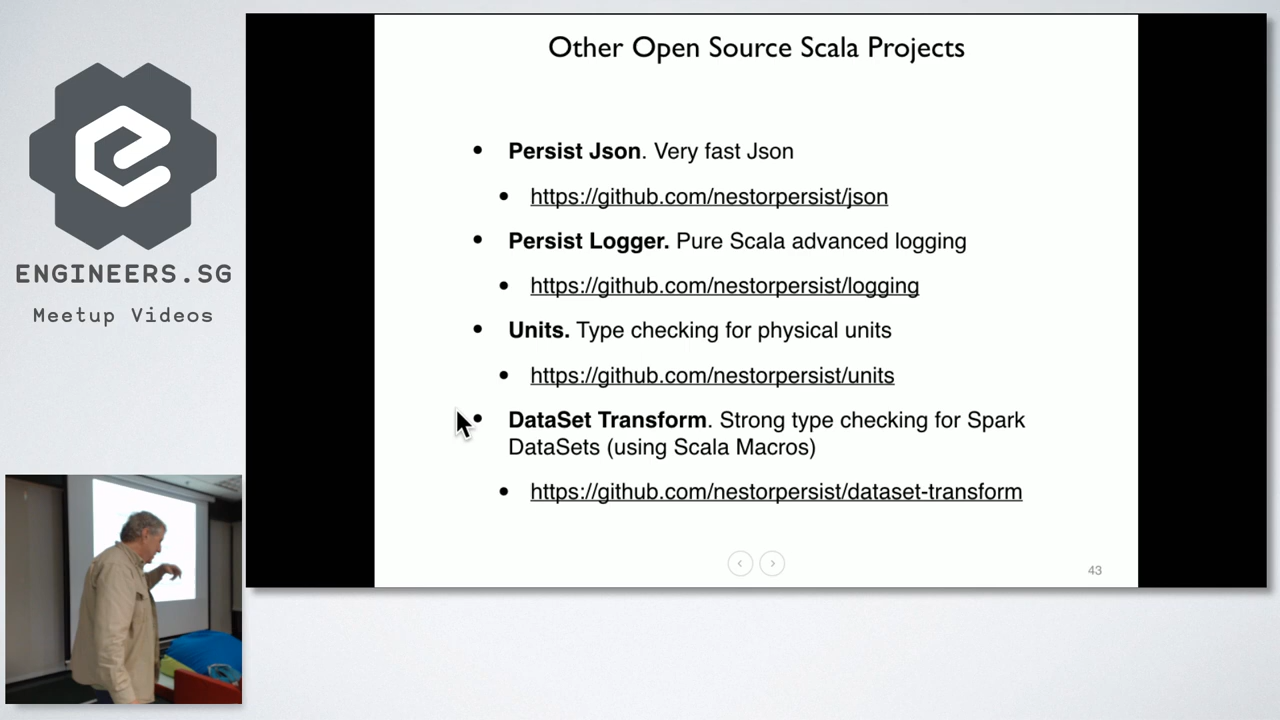 ENGINEERS.SG
Meetup Videos
Other Open Source Scala Projects
• Persist Json. Very fast Json
• https://github.com/nestorpersist/json
• Persist Logger. Pure Scala advanced logging
• https://github.com/nestorpersist/logging
• Units. Type checking for physical units
• https://github.com/nestorpersist/units
• DataSet Transform. Strong type checking for Spark
DataSets (using Scala Macros)
• https://github.com/nestorpersist/dataset-transform
43